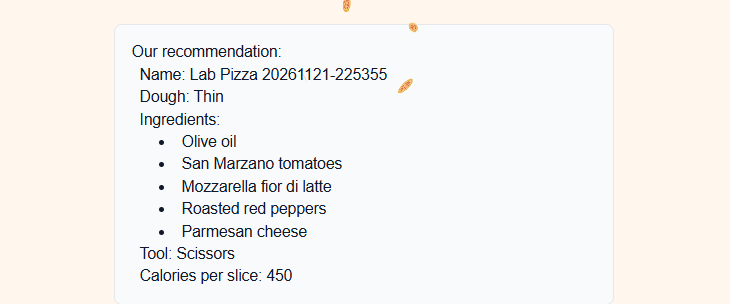 Our recommendation:
Name: Lab Pizza 20261121-225355
Dough: Thin
Ingredients:
• Olive oil
• San Marzano tomatoes
• Mozzarella fior di latte
• Roasted red peppers
• Parmesan cheese
Tool: Scissors
Calories per slice: 450